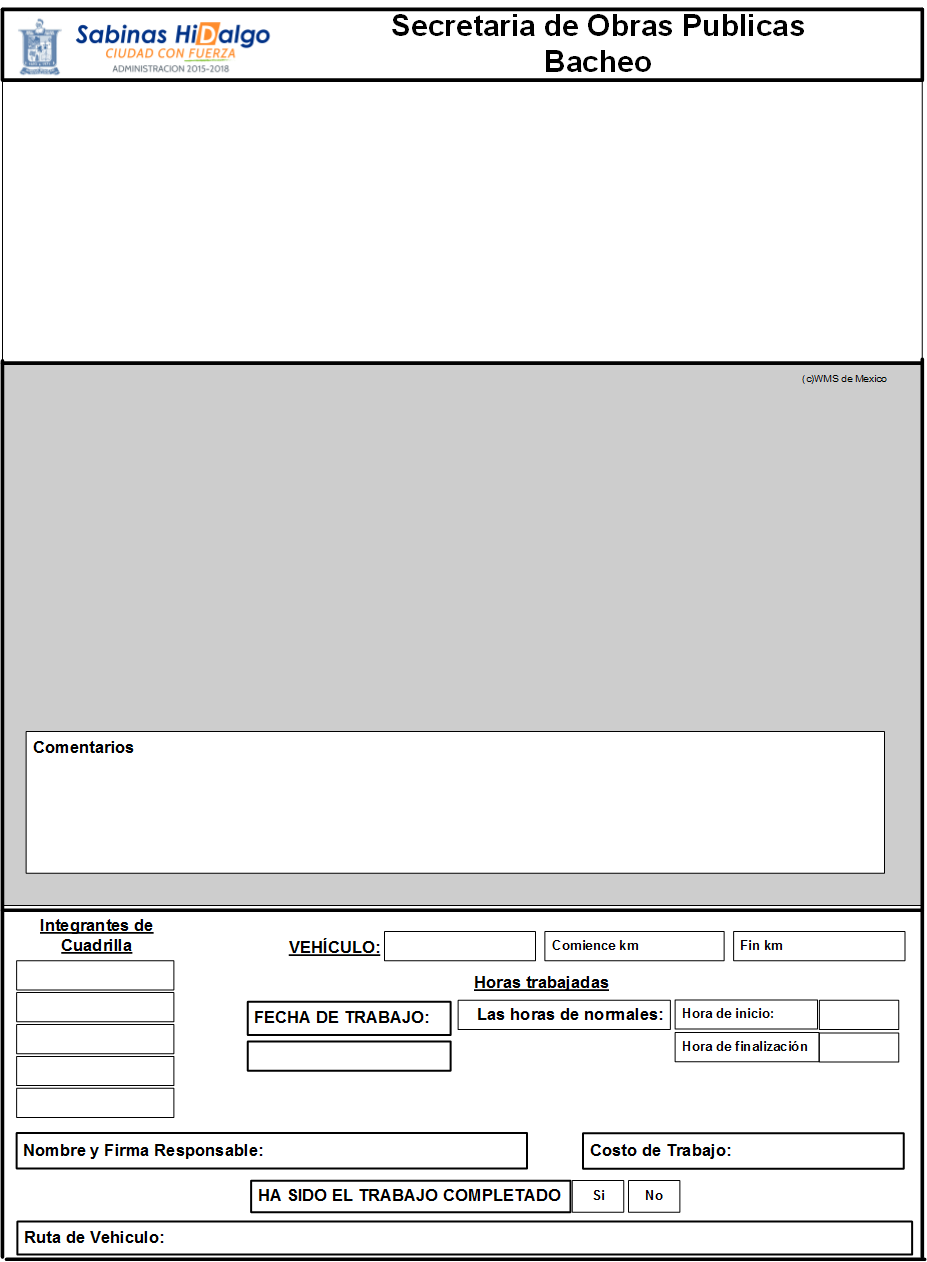 Sabinas HiDalgo
CIUDAD CON FUERZA
ADMINISTRACION 2015-2018
Secretaria de Obras Publicas
Bacheo
(c)WMS de Mexico
Comentarios
Integrantes de
Cuadrilla
VEHÍCULO:
Comience km
Fin km
Horas trabajadas
FECHA DE TRABAJO:
Las horas de normales:
Hora de inicio:
Hora de finalización
Nombre y Firma Responsable:
Costo de Trabajo:
HA SIDO EL TRABAJO COMPLETADO
Si
No
Ruta de Vehiculo: